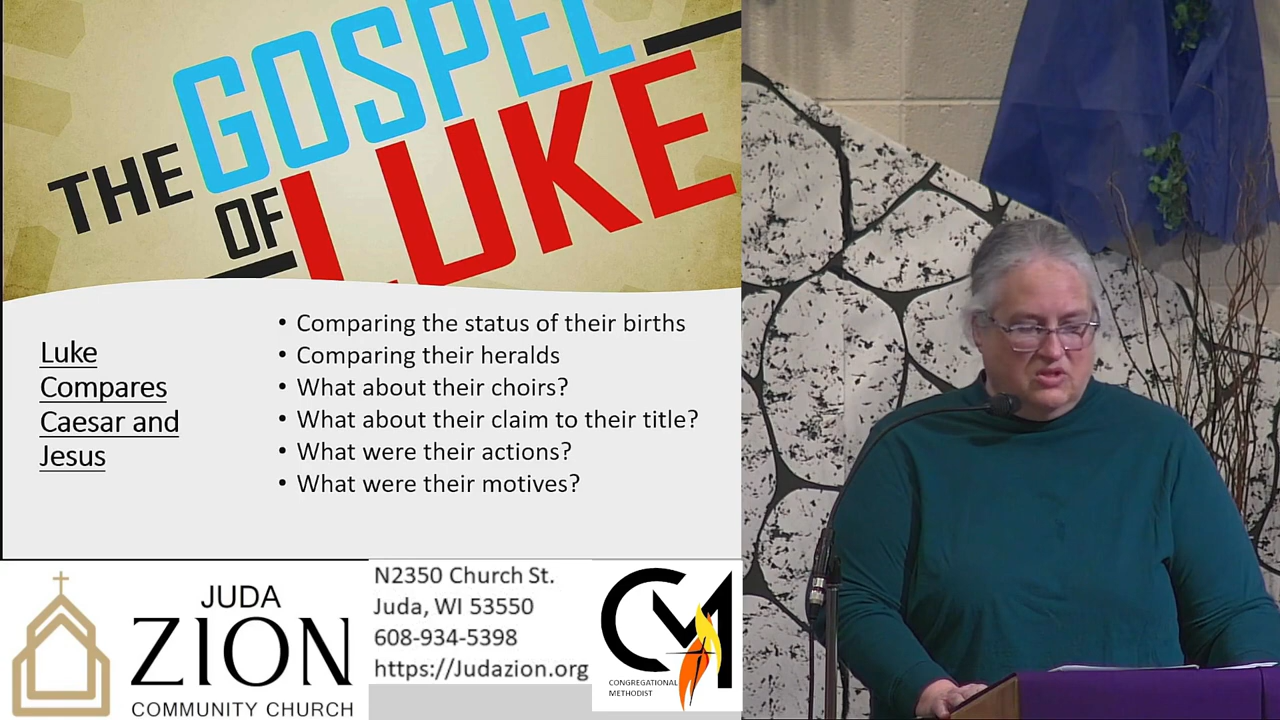 THE GOSPEL
OF LUKE
Luke
Compares
Caesar and
Jesus
• Comparing the status of their births
• Comparing their heralds
• What about their choirs?
• What about their claim to their title?
• What were their actions?
• What were their motives?
JUDA
ZION
COMMUNITY CHURCH
N2350 Church St.
Juda, WI 53550
608-934-5398
https://Judazion.org
CM
CONGREGATIONAL
METHODIST